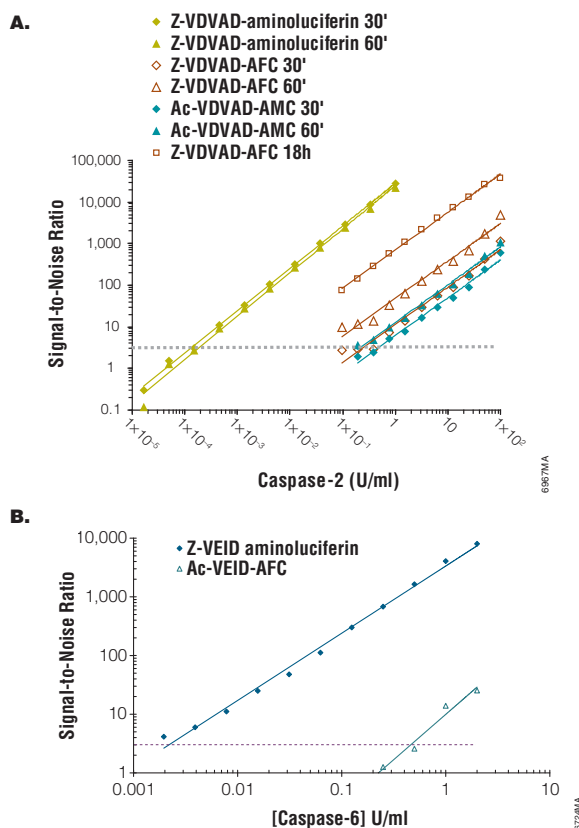 A.
Z-VDVAD-aminoluciferin 30'
Z-VDVAD-aminoluciferin 60'
Z-VDVAD-AFC 30'
Z-VDVAD-AFC 60'
Ac-VDVAD-AMC 30'
Ac-VDVAD-AMC 60'
Z-VDVAD-AFC 18h
Signal-to-Noise Ratio
100,000
10,000
1,000
100
10
1
0.1
1×10⁻⁵
1×10⁻⁴
1×10⁻³
1×10⁻²
1×10⁻¹
1
10
1×10²
Caspase-2 (U/ml)
6967MA
B.
Z-VEID aminoluciferin
Ac-VEID-AFC
Signal-to-Noise Ratio
10,000
1,000
100
10
1
0.001
0.01
0.1
1
10
[Caspase-6] U/ml